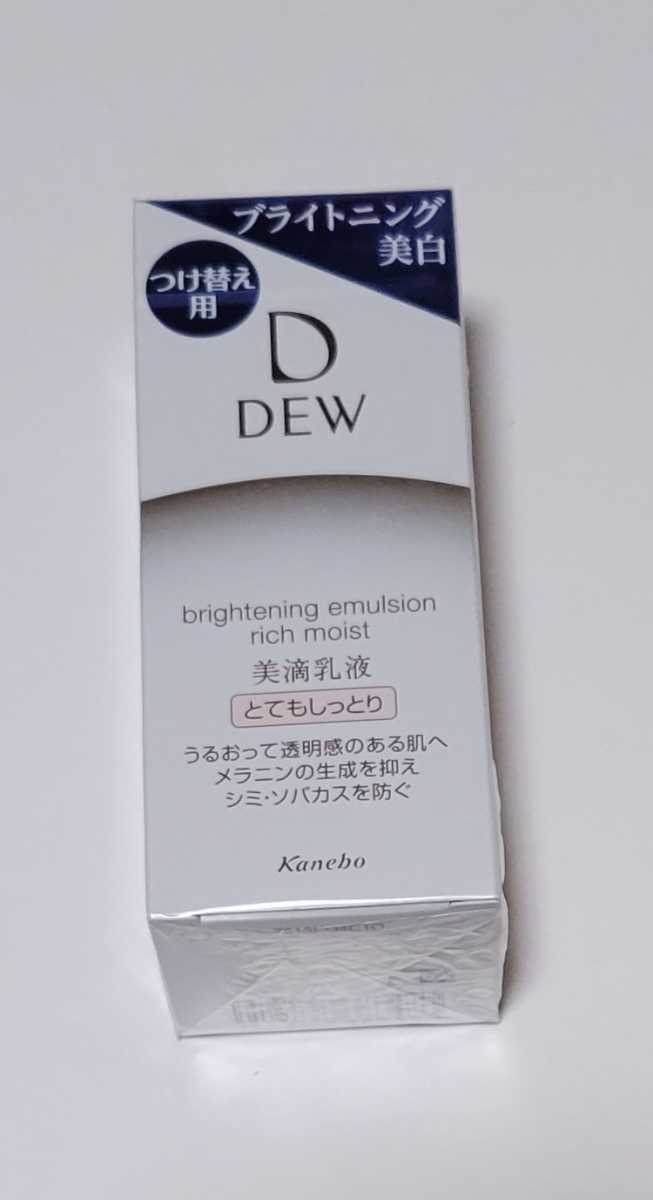 ブライトニング
美白
つけ替え
用
D
DEW
brightening emulsion
rich moist
美滴乳液
とてもしっとり
うるおって透明感のある肌へ
メラニンの生成を抑え
シミ・ソバカスを防ぐ
Kanebo